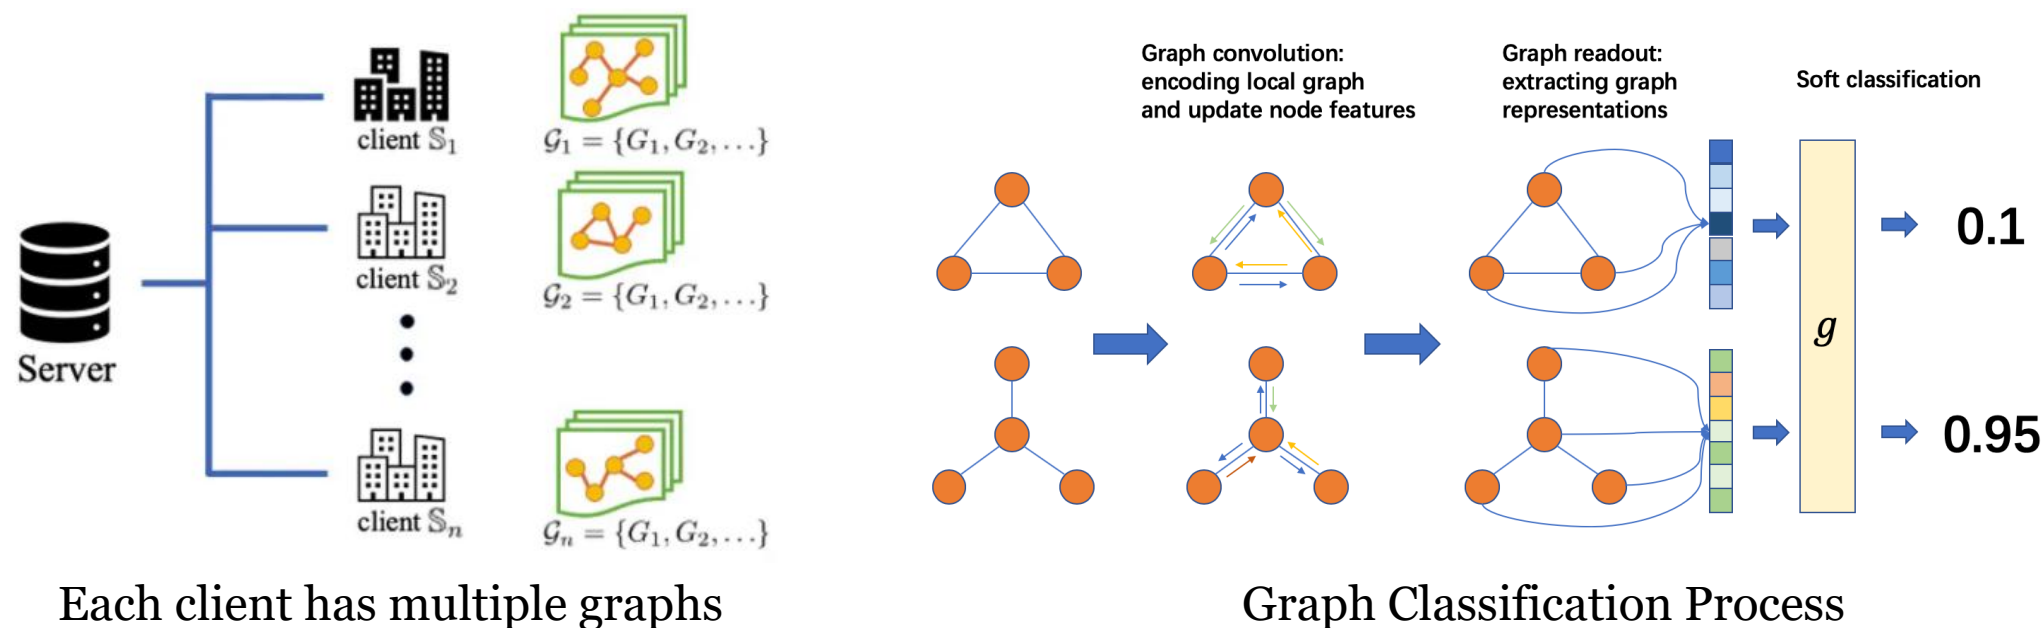 Server
client 𝕊₁
𝒢₁ = {G₁, G₂, ...}
client 𝕊₂
𝒢₂ = {G₁, G₂, ...}
client 𝕊ₙ
𝒢ₙ = {G₁, G₂, ...}
Each client has multiple graphs
Graph convolution:
encoding local graph
and update node features
Graph readout:
extracting graph
representations
Soft classification
g
0.1
0.95
Graph Classification Process